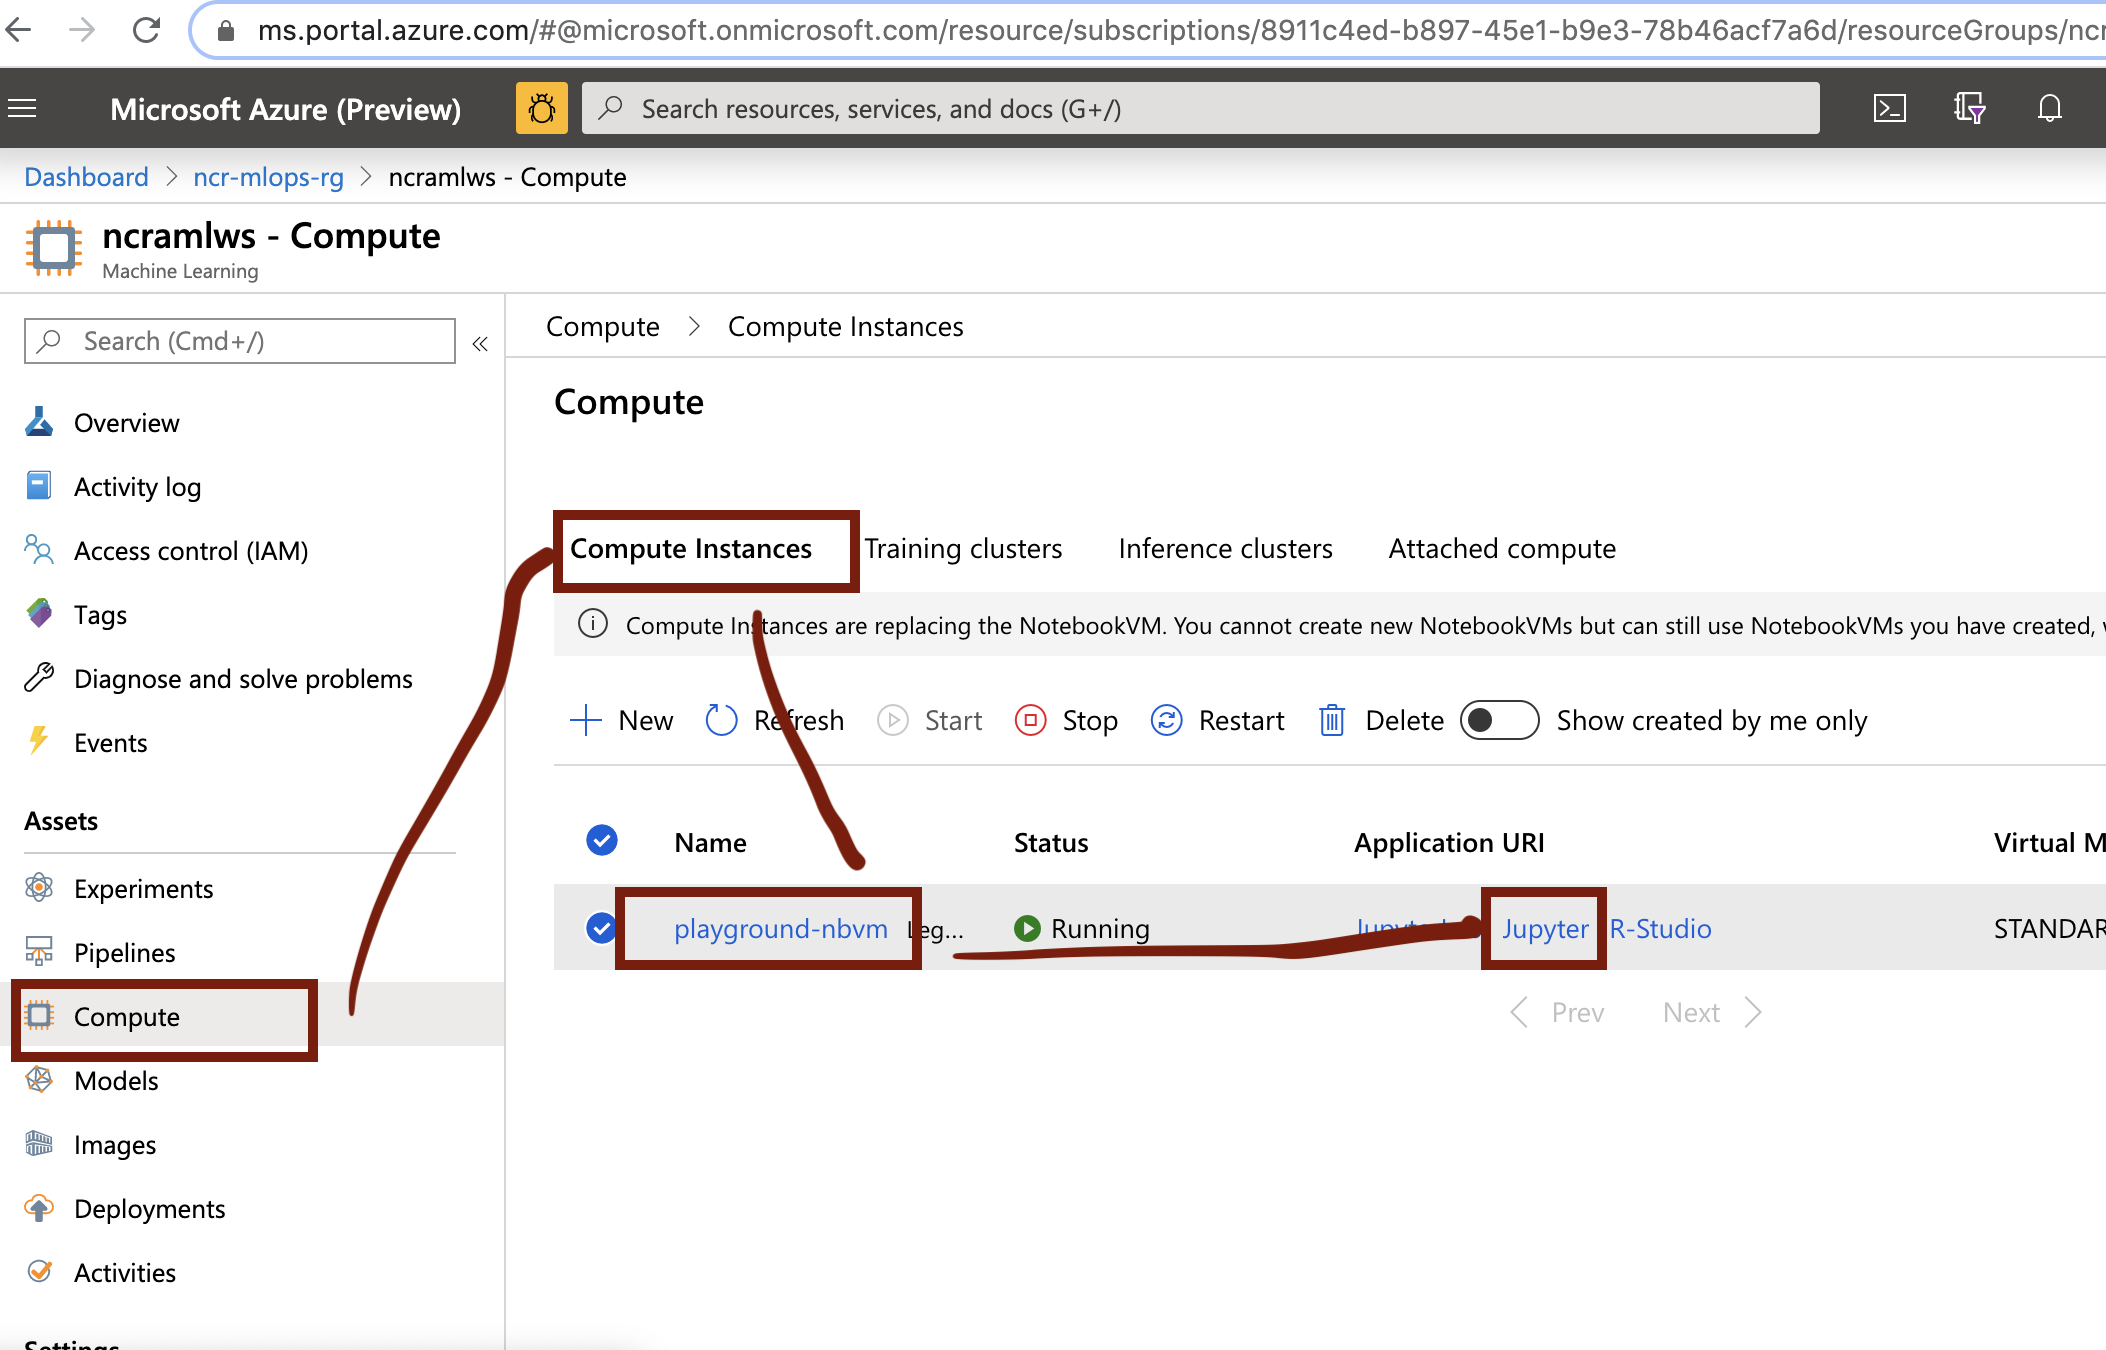 ms.portal.azure.com/#@microsoft.onmicrosoft.com/resource/subscriptions/8911c4ed-b897-45e1-b9e3-78b46acf7a6d/resourceGroups/ncr
Microsoft Azure (Preview)
Search resources, services, and docs (G+/)
Dashboard > ncr-mlops-rg > ncramlws - Compute
ncramlws - Compute
Machine Learning
Search (Cmd+/)
«
Overview
Activity log
Access control (IAM)
Tags
Diagnose and solve problems
Events
Assets
Experiments
Pipelines
Compute
Models
Images
Deployments
Activities
Settings
Compute > Compute Instances
Compute
Compute Instances Training clusters Inference clusters Attached compute
Compute Instances are replacing the NotebookVM. You cannot create new NotebookVMs but can still use NotebookVMs you have created,
New Refresh Start Stop Restart Delete Show created by me only
Name Status Application URI Virtual M
playground-nbvm Leg... Running Jupyter R-Studio STANDAR
Prev Next